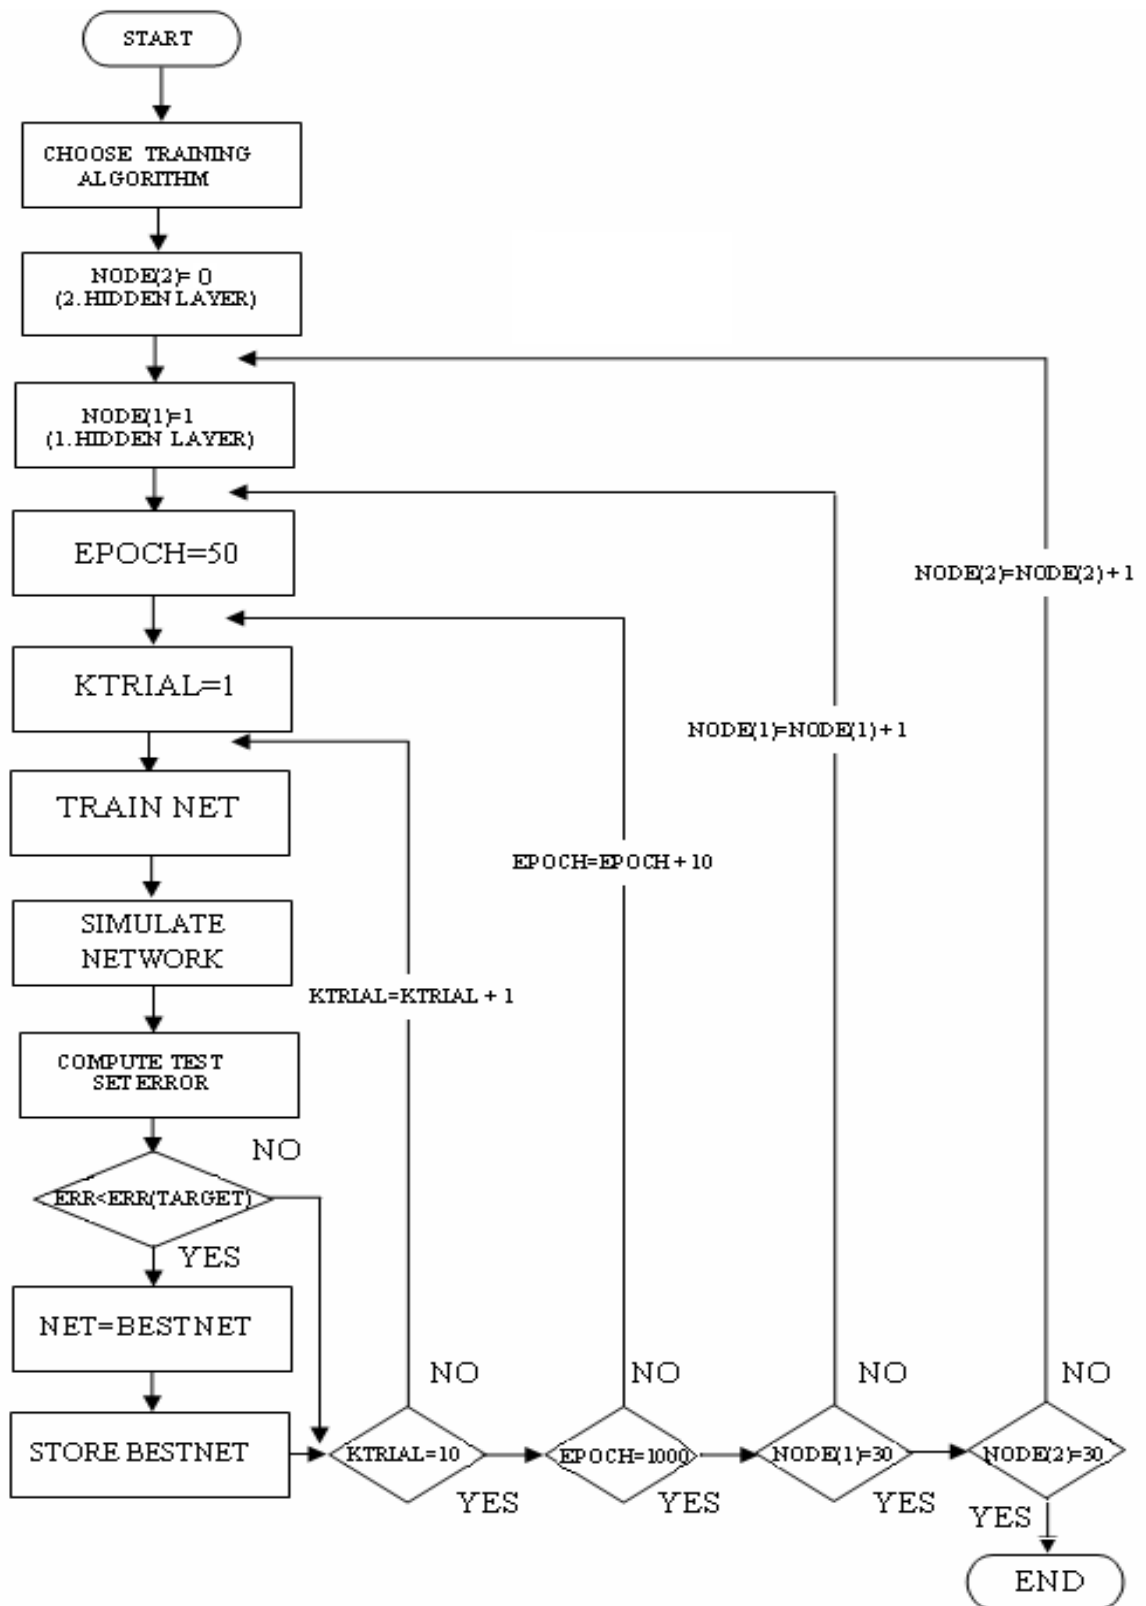 START
CHOOSE TRAINING
ALGORITHM
NODE(2)= 0
(2.HIDDEN LAYER)
NODE(1)=1
(1.HIDDEN LAYER)
EPOCH=50
NODE(2)=NODE(2)+1
KTRIAL=1
NODE(1)=NODE(1)+1
TRAIN NET
EPOCH=EPOCH+10
SIMULATE
NETWORK
KTRIAL=KTRIAL + 1
COMPUTE TEST
SET ERROR
NO
ERR<ERR(TARGET)
YES
NET=BESTNET
NO
NO
NO
NO
STORE BESTNET
KTRIAL=10
EPOCH=1000
NODE(1)=30
NODE(2)=30
YES
YES
YES
YES
END